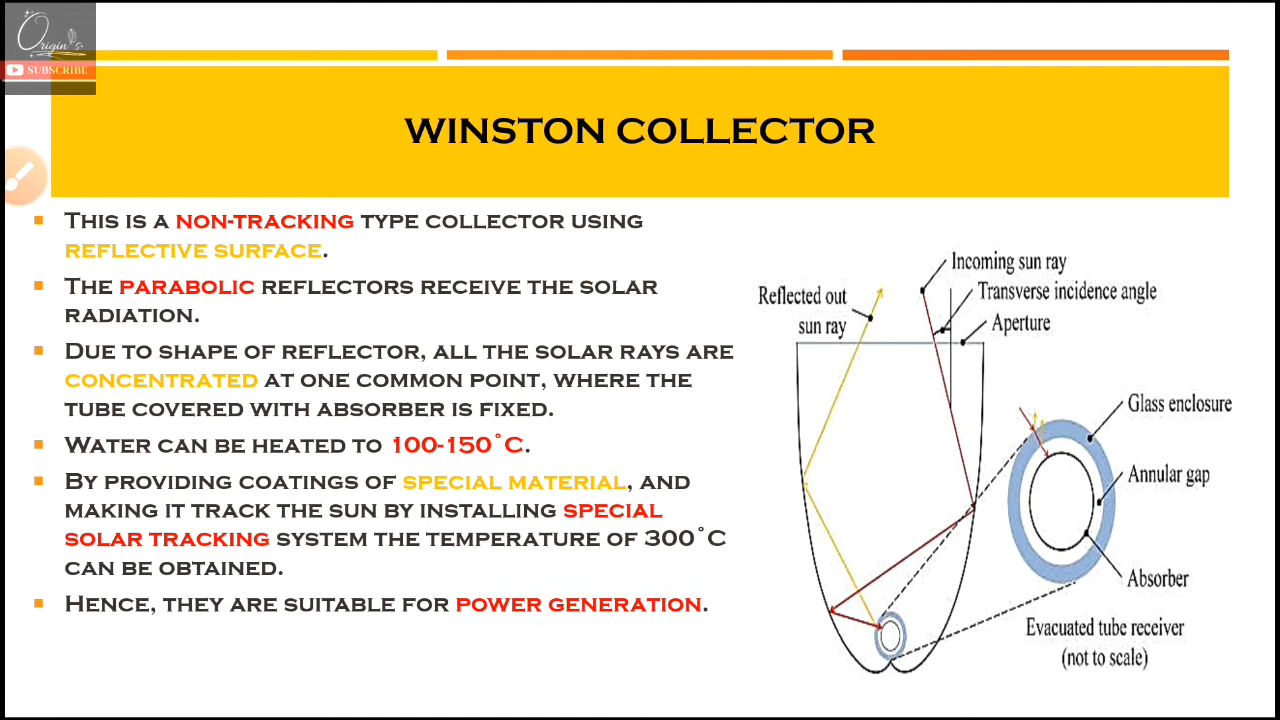 Origin's
SUBSCRIBE
WINSTON COLLECTOR
THIS IS A NON-TRACKING TYPE COLLECTOR USING
REFLECTIVE SURFACE.
THE PARABOLIC REFLECTORS RECEIVE THE SOLAR
RADIATION.
DUE TO SHAPE OF REFLECTOR, ALL THE SOLAR RAYS ARE
CONCENTRATED AT ONE COMMON POINT, WHERE THE
TUBE COVERED WITH ABSORBER IS FIXED.
WATER CAN BE HEATED TO 100-150°C.
BY PROVIDING COATINGS OF SPECIAL MATERIAL, AND
MAKING IT TRACK THE SUN BY INSTALLING SPECIAL
SOLAR TRACKING SYSTEM THE TEMPERATURE OF 300°C
CAN BE OBTAINED.
HENCE, THEY ARE SUITABLE FOR POWER GENERATION.
Incoming sun ray
Reflected out
sun ray
Transverse incidence angle
Aperture
Glass enclosure
Annular gap
Absorber
Evacuated tube receiver
(not to scale)